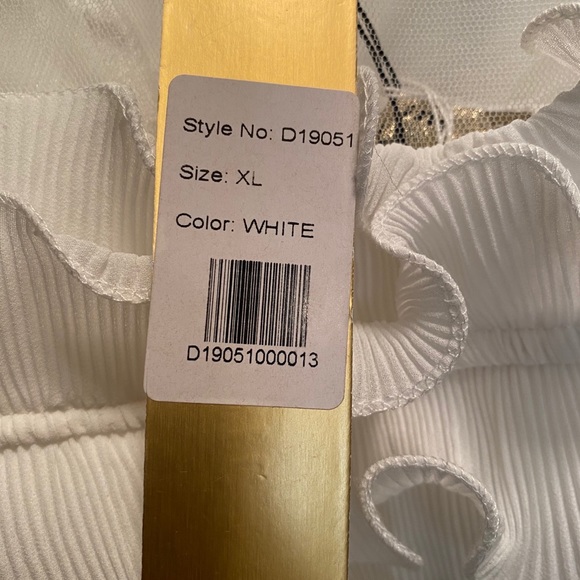 Style No: D19051
Size: XL
Color: WHITE
D19051000013